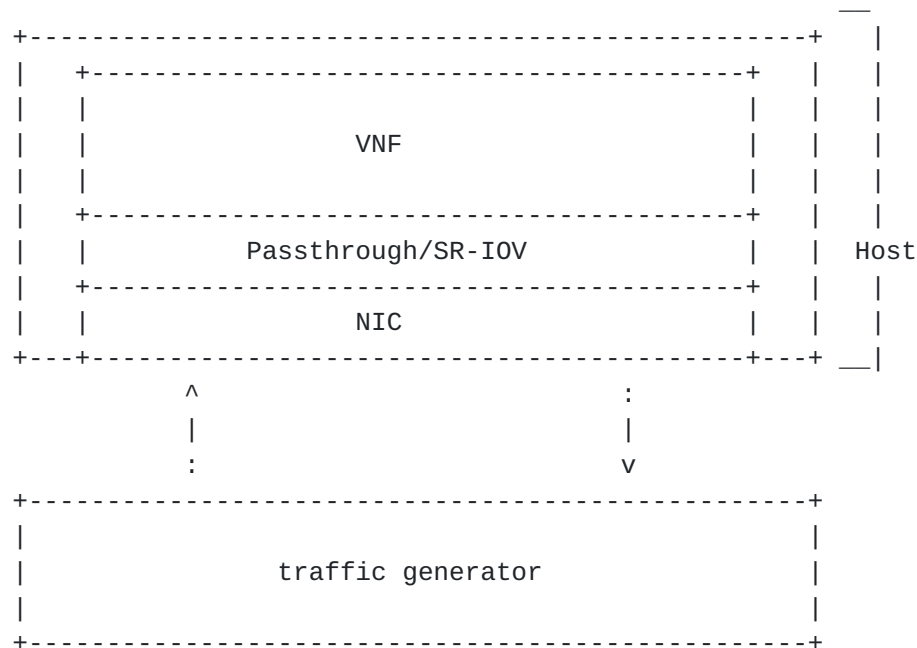 VNF
Passthrough/SR-IOV
Host
NIC
traffic generator